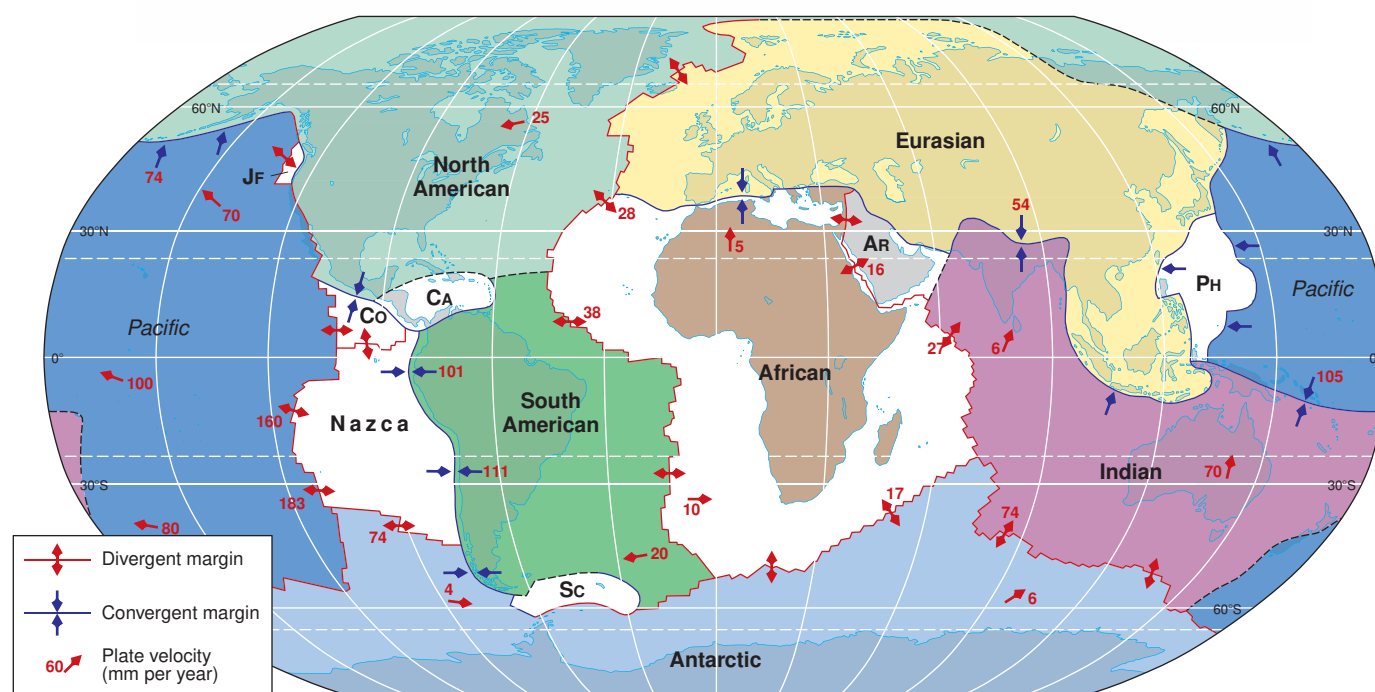 60°N
60°N
25
Eurasian
North
American
74
JF
70
28
54
30°N
5
AR
30°N
16
CA
PH
Pacific
CO
38
Pacific
27
6
0°
0°
100
101
African
105
160
Nazca
South
American
111
Indian
70
30°S
183
10
17
30°S
74
74
80
20
4
SC
6
60°S
60°S
Antarctic
Divergent margin
Convergent margin
60
Plate velocity
(mm per year)